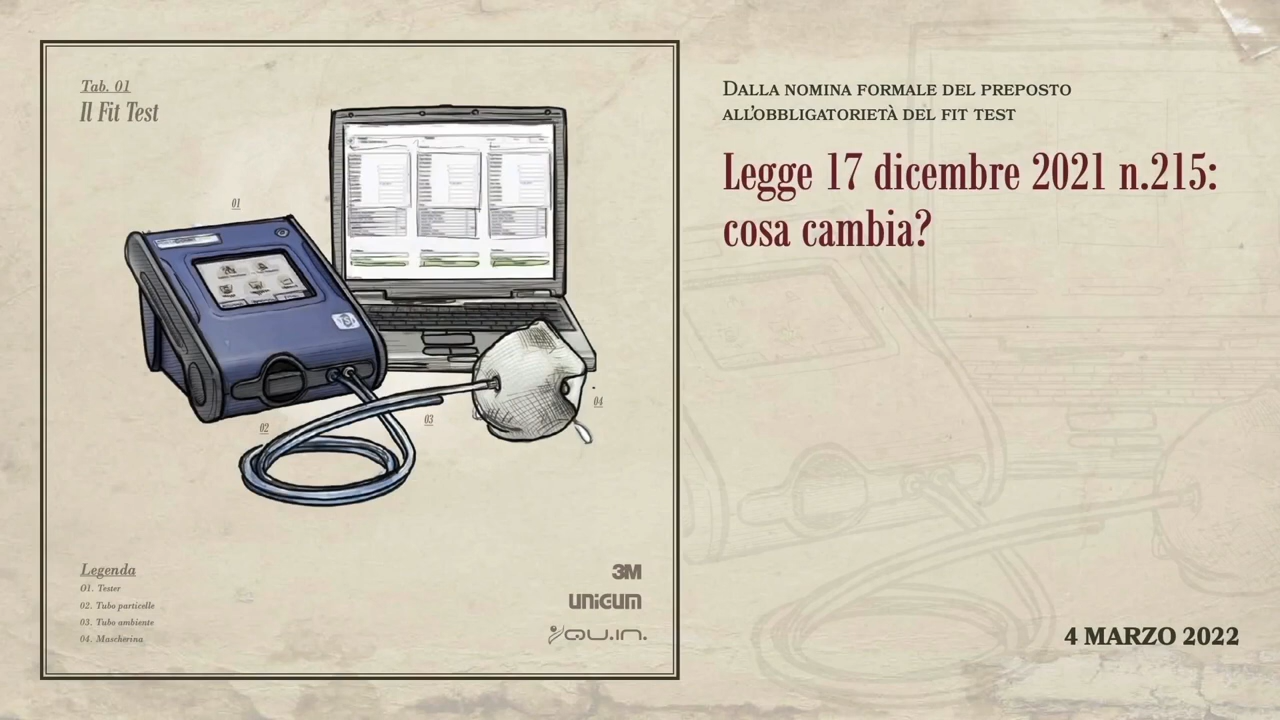 Tab. 01
Il Fit Test
01
02
03
04
Legenda
01. Tester
02. Tubo particelle
03. Tubo ambiente
04. Mascherina
3M
unigum
QU.IN.
Dalla nomina formale del preposto
all'obbligatorietà del fit test
Legge 17 dicembre 2021 n.215:
cosa cambia?
4 MARZO 2022